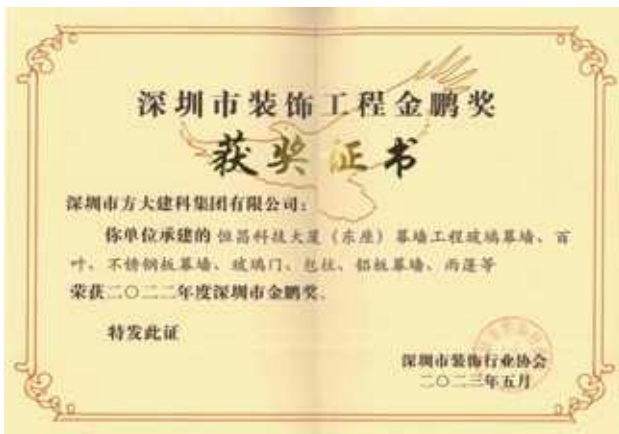 深圳市装饰工程金鹏奖
获奖证书
深圳市方大建科集团有限公司：
你单位承建的 恒昌科技大厦（东座）幕墙工程玻璃幕墙、百
叶、不锈钢板幕墙、玻璃门、包柱、铝板幕墙、雨蓬等
荣获二〇二二年度深圳市金鹏奖。
特发此证
深圳市装饰行业协会
二〇二三年五月